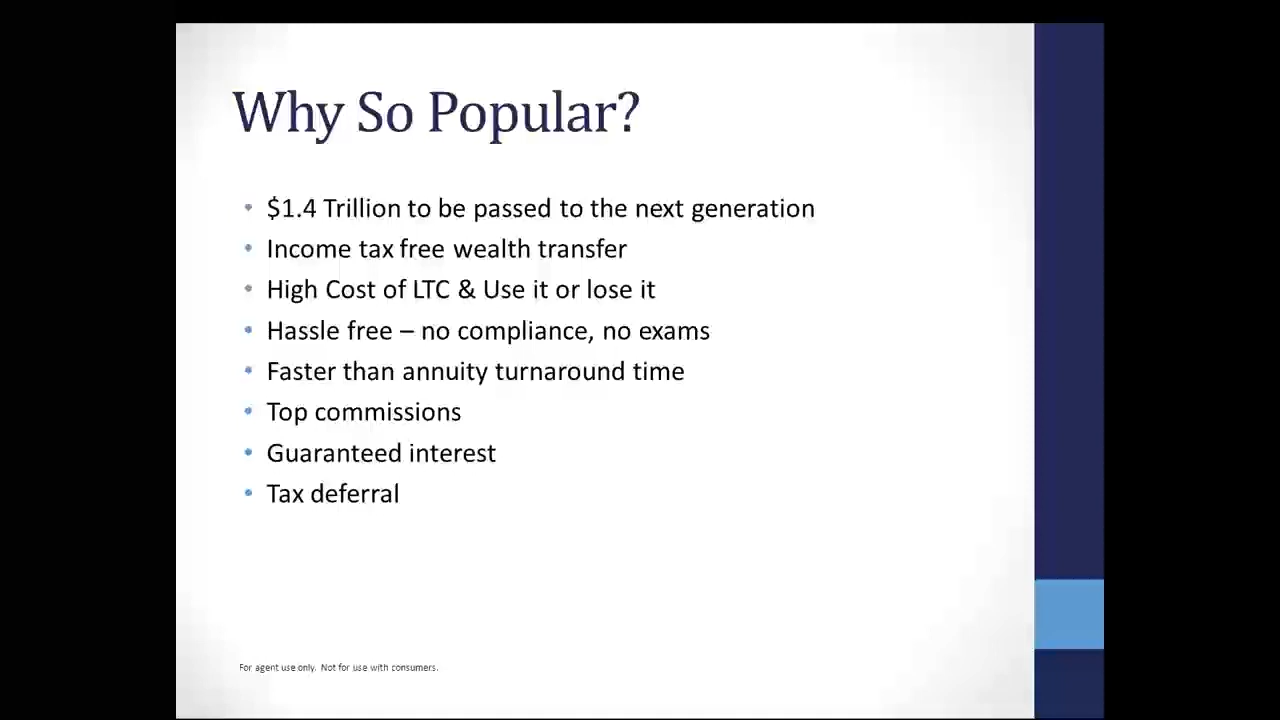 Why So Popular?
• $1.4 Trillion to be passed to the next generation
• Income tax free wealth transfer
• High Cost of LTC & Use it or lose it
• Hassle free – no compliance, no exams
• Faster than annuity turnaround time
• Top commissions
• Guaranteed interest
• Tax deferral
For agent use only. Not for use with consumers.